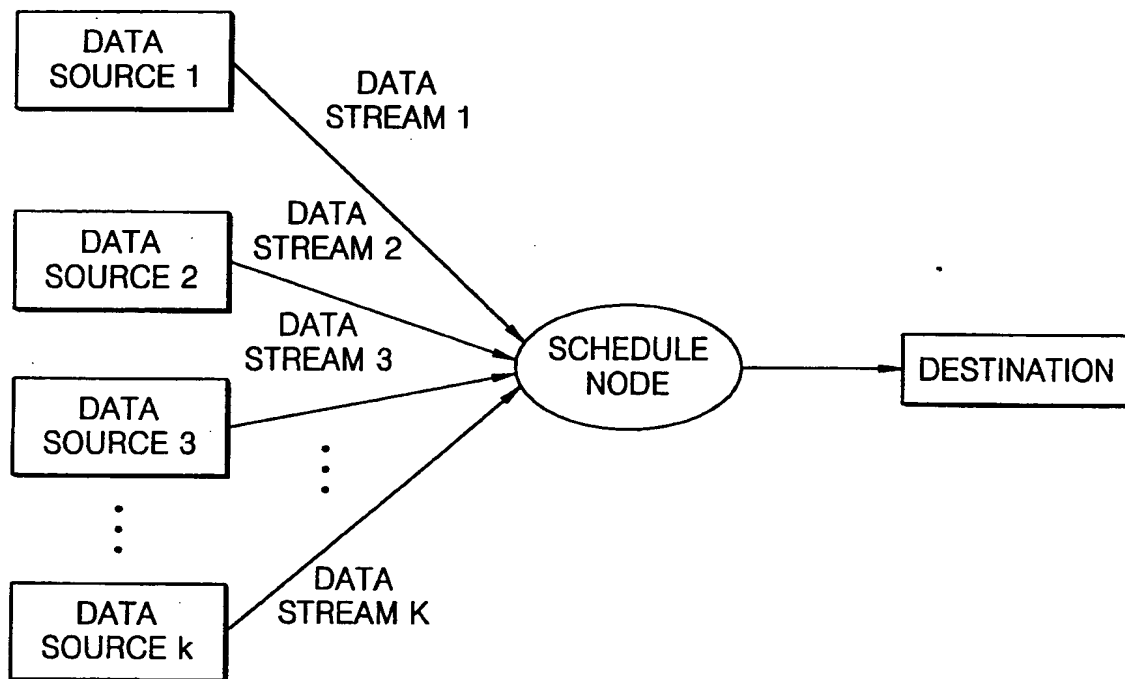 DATA
SOURCE 1
DATA
STREAM 1
DATA
SOURCE 2
DATA
STREAM 2
DATA
STREAM 3
DATA
SOURCE 3
SCHEDULE
NODE
DESTINATION
DATA
SOURCE k
DATA
STREAM K